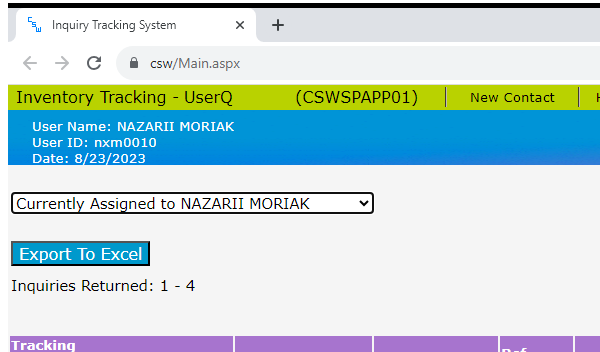 Inquiry Tracking System
csw/Main.aspx
Inventory Tracking - UserQ (CSWSPAPP01) New Contact
User Name: NAZARII MORIAK
User ID: nxm0010
Date: 8/23/2023
Currently Assigned to NAZARII MORIAK
Export To Excel
Inquiries Returned: 1 - 4
Tracking
Ref